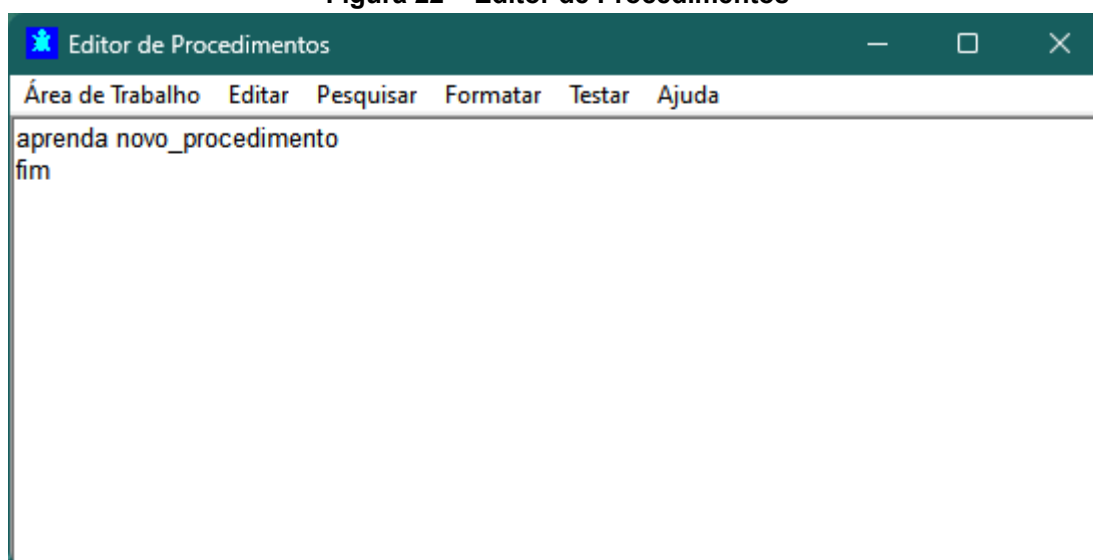 Figura 22 – Editor de Procedimentos
Editor de Procedimentos
Área de Trabalho Editar Pesquisar Formatar Testar Ajuda
aprenda novo_procedimento
fim